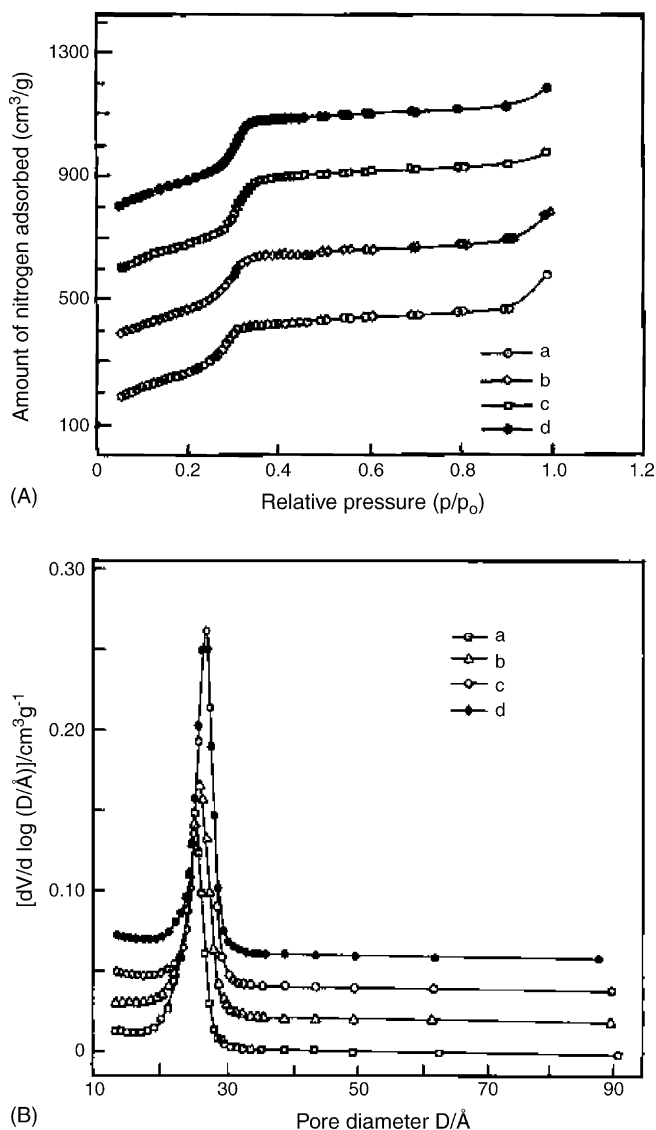 1300
900
500
100
Amount of nitrogen adsorbed (cm³/g)
a
b
c
d
0 0.2 0.4 0.6 0.8 1.0 1.2
(A)
Relative pressure (p/pₒ)
0.30
0.20
0.10
0
[dV/d log (D/Å)]/cm³g⁻¹
a
b
c
d
10 30 50 70 90
(B)
Pore diameter D/Å